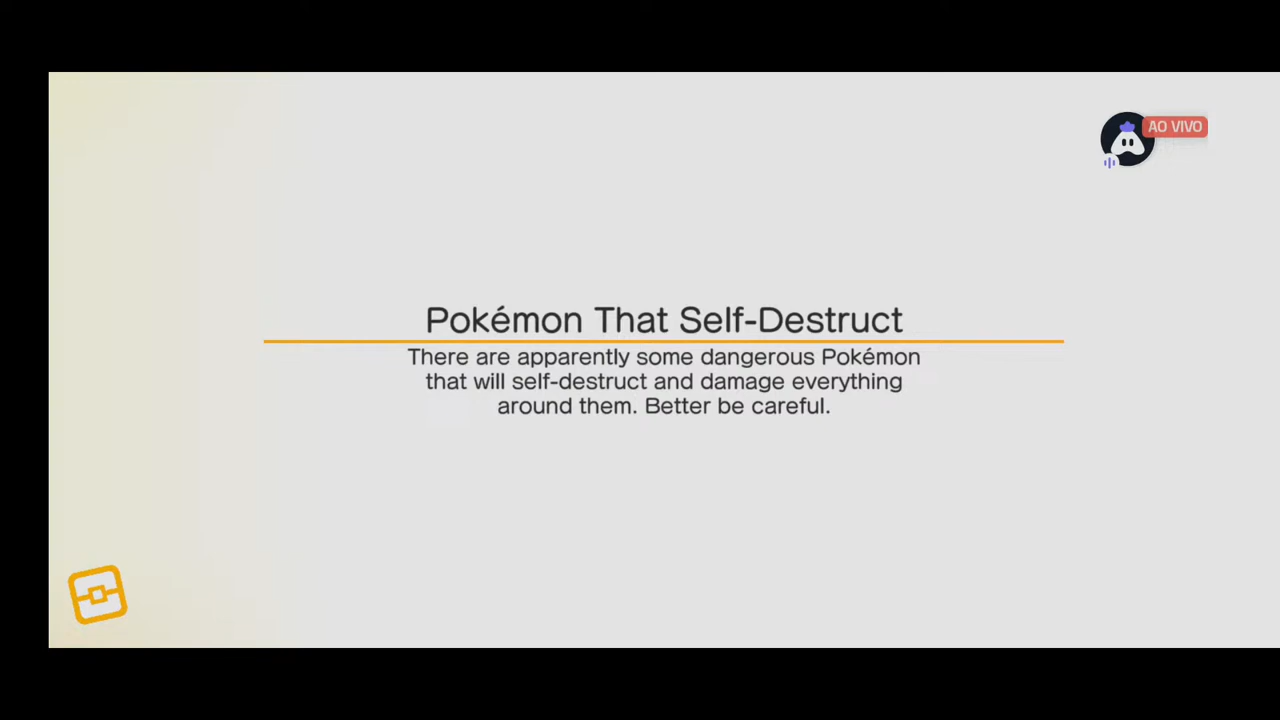 AO VIVO
Pokémon That Self-Destruct
There are apparently some dangerous Pokémon
that will self-destruct and damage everything
around them. Better be careful.